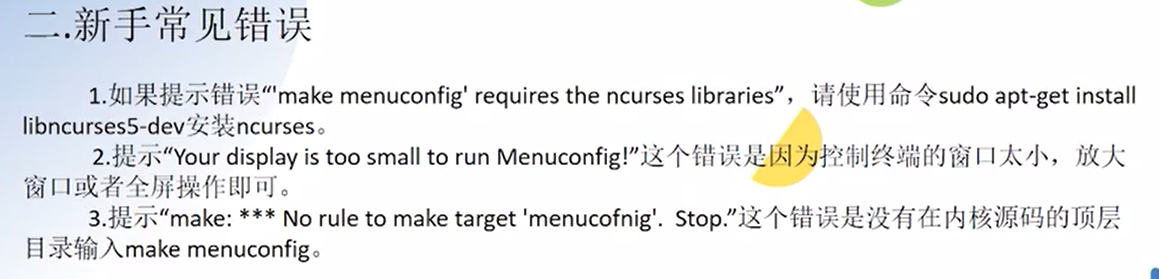 二.新手常见错误
1.如果提示错误“'make menuconfig' requires the ncurses libraries”，请使用命令sudo apt-get install
libncurses5-dev安装ncurses。
2.提示“Your display is too small to run Menuconfig!”这个错误是因为控制终端的窗口太小，放大
窗口或者全屏操作即可。
3.提示“make: *** No rule to make target 'menucofnig'.  Stop.”这个错误是没有在内核源码的顶层
目录输入make menuconfig。